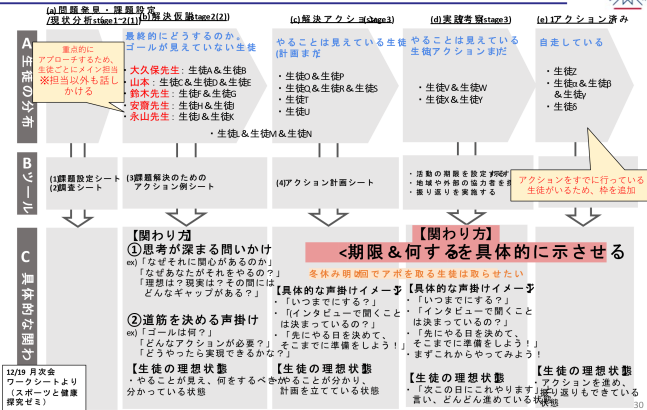 (a)問題発見・課題設定
/現状分析stage1~2(1))
(b)解決仮説(stage2(2))
(c)解決アクション(stage3)
(d)実践・考察(stage3)
(e)1アクション済み
A 生徒の分布
重点的に
アプローチするため、
生徒ごとにメイン担当
※担当以外も話し
かける
最終的にどうするのか。
ゴールが見えていない生徒
・大久保先生：生徒A&生徒B
・山本：生徒C&生徒D&生徒E
・鈴木先生：生徒F&生徒G
・安齋先生：生徒H&生徒I
・永山先生：生徒J&生徒K
・生徒L&生徒M&生徒N
やることは見えている生徒
(計画まだ)
・生徒O&生徒P
・生徒Q&生徒R&生徒S
・生徒T
・生徒U
やることは見えている
生徒(アクションまだ)
・生徒V&生徒W
・生徒X&生徒Y
自走している
・生徒Z
・生徒α&生徒β
&生徒γ
・生徒δ
B ツール
(1)課題設定シート
(2)調査シート
(3)課題解決のための
アクション例シート
(4)アクション計画シート
・活動の期限を設定する
・地域や外部の協力者を
・振り返りを実施する
アクションをすでに行っている
生徒がいるため、枠を追加
C 具体的な関わ
【関わり方】
①思考が深まる問いかけ
ex)「なぜそれに関心があるのか」
「なぜあなたがそれをやるの？」
「理想は？現実は？その間には
どんなギャップがある？」
②道筋を決める声掛け
ex)「ゴールは何？」
「どんなアクションが必要？」
「どうやったら実現できるかな？」
【生徒の理想状態】
・やることが見え、何をするべきか
分かっている状態
【関わり方】
<期限&何するを具体的に示させる
冬休み明け1回でアポを取る生徒は取らせたい
【具体的な声掛けイメージ】
・「いつまでにする？」
・「(インタビューで聞くこと
は決まっているの？」
・「先にやる日を決めて、
そこまでに準備をしよう！」
【生徒の理想状態】
・やることが分かり、
計画を立てている状態
【具体的な声掛けイメージ】
・「いつまでにする？」
・「インタビューで聞くこと
は決まっているの？」
・「先にやる日を決めて、
そこまでに準備をしよう！」
・まずこれからやってみよう！
【生徒の理想状態】
・「次この日にこれやります」と
言い、どんどん進めている状態
【生徒の理想状態】
・アクションを進め、
振り返りもできている
状態
12/19 月次会
ワークシートより
(スポーツと健康
探究ゼミ)
30